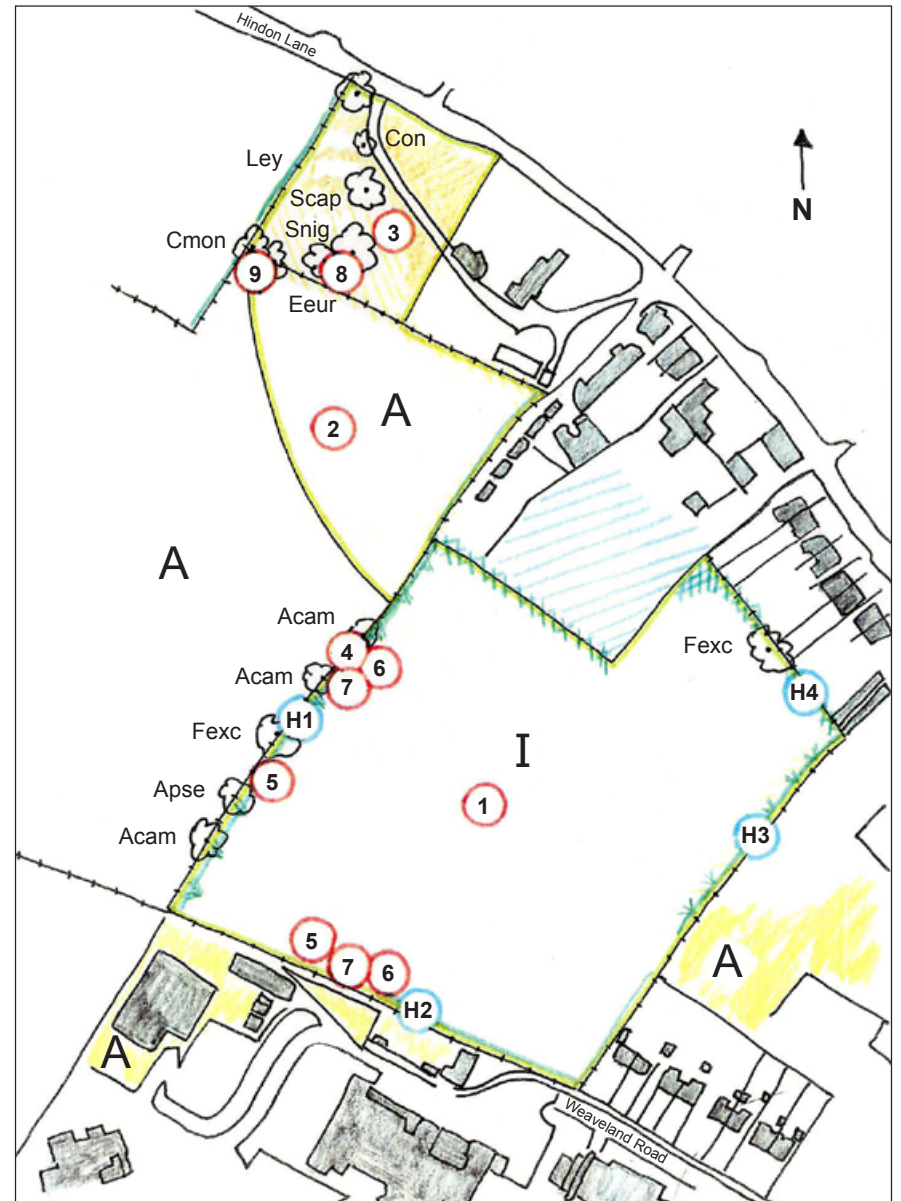 Hindon Lane
Con
Ley
N
Scap
Snig
3
Cmon
9
8
Eeur
A
2
A
Acam
Fexc
4
6
Acam
7
H4
H1
Fexc
I
5
Apse
1
Acam
H3
5
7
6
A
H2
A
Weaveland Road